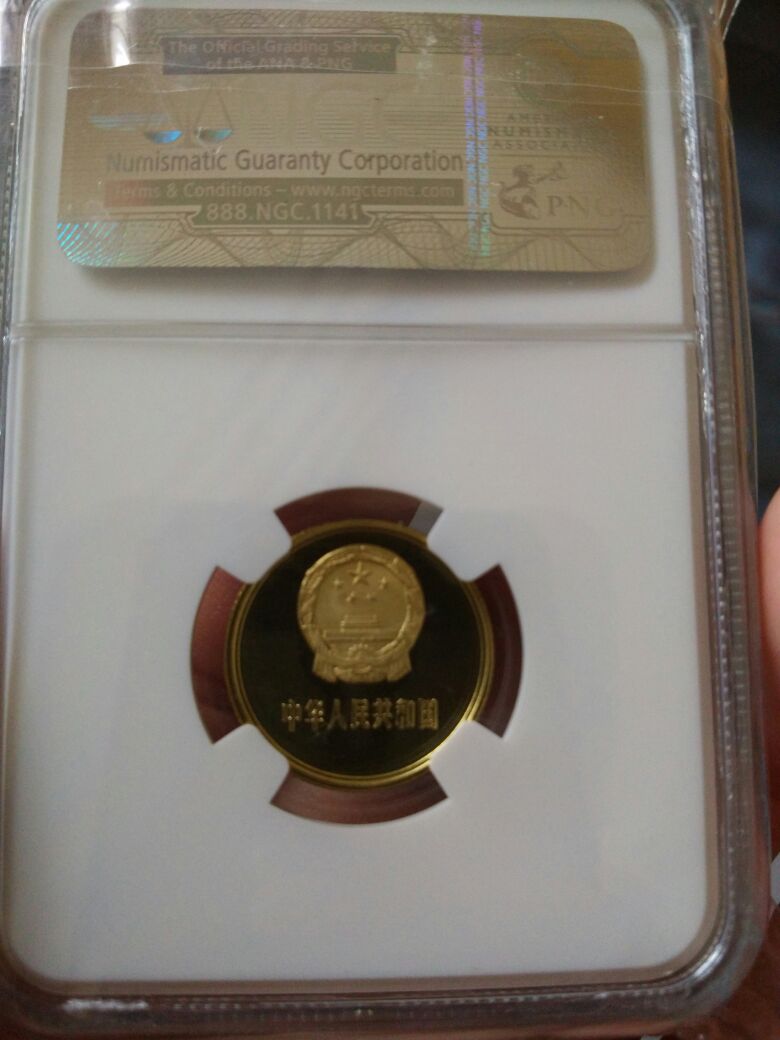 The Official Grading Service
of the ANA & PNG
NGC
Numismatic Guaranty Corporation
Terms & Conditions – www.ngcterms.com
888.NGC.1141
PNG
中华人民共和国